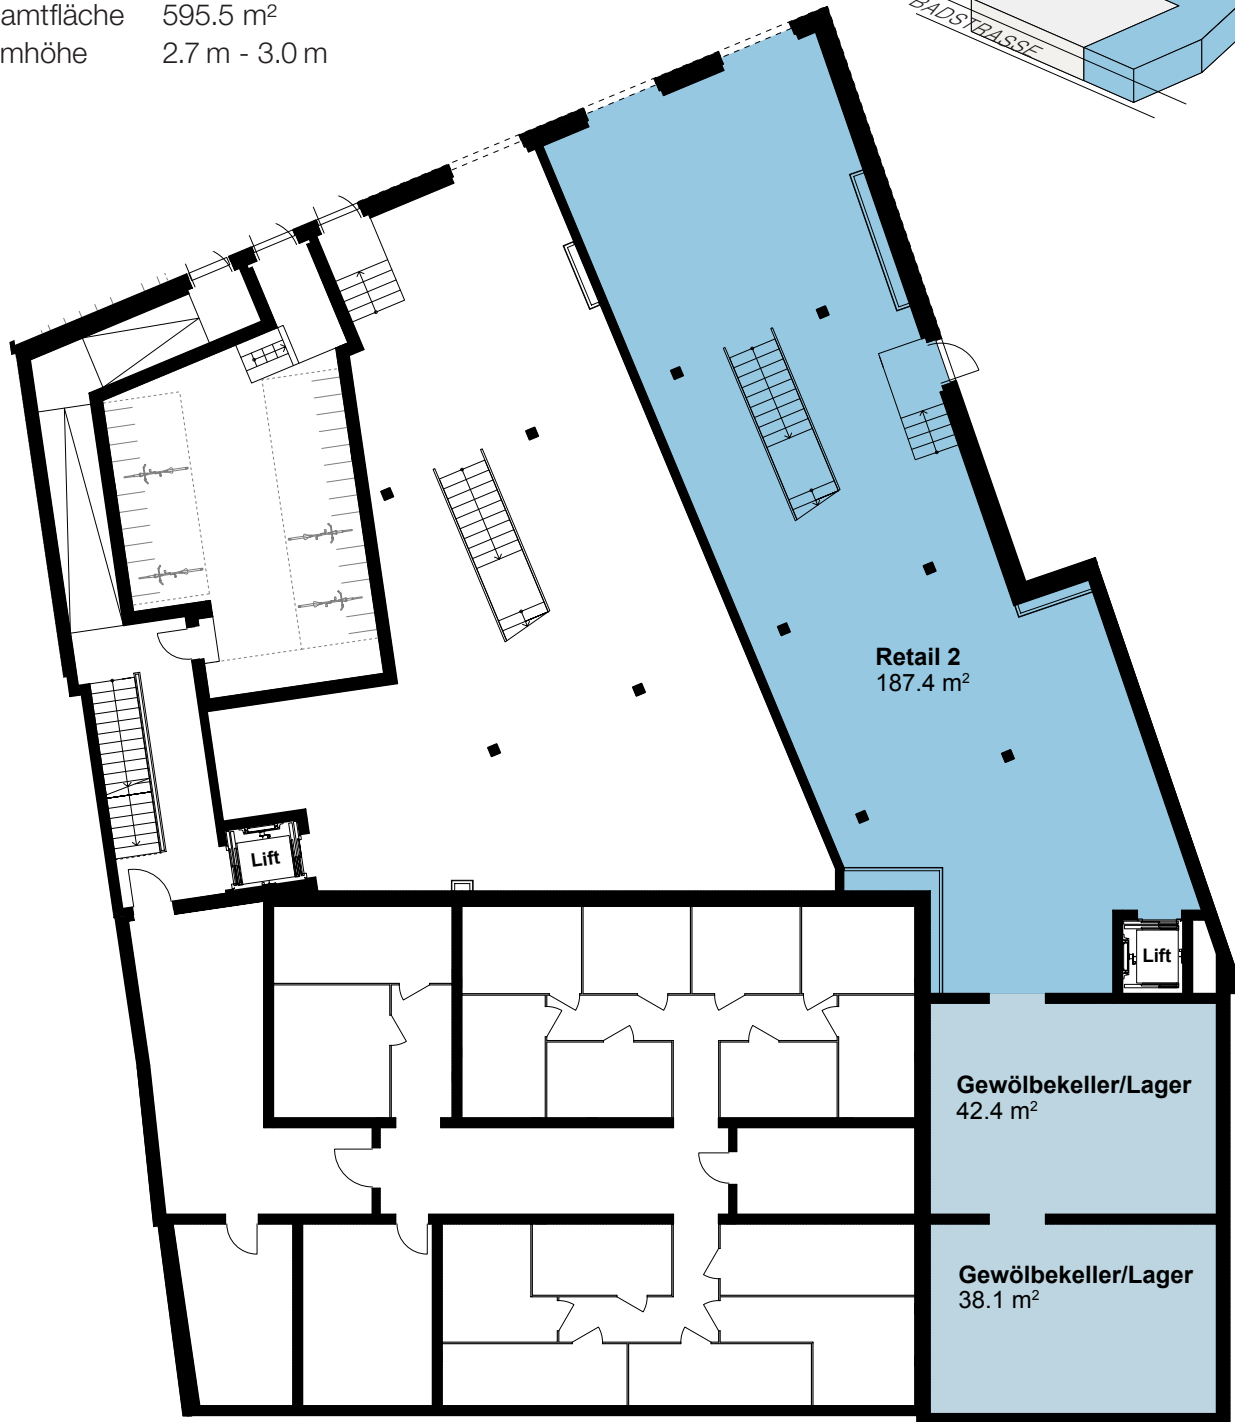 amtfläche 595.5 m²
mhöhe 2.7 m - 3.0 m
BADSTRASSE
Retail 2
187.4 m²
Lift
Lift
Gewölbekeller/Lager
42.4 m²
Gewölbekeller/Lager
38.1 m²